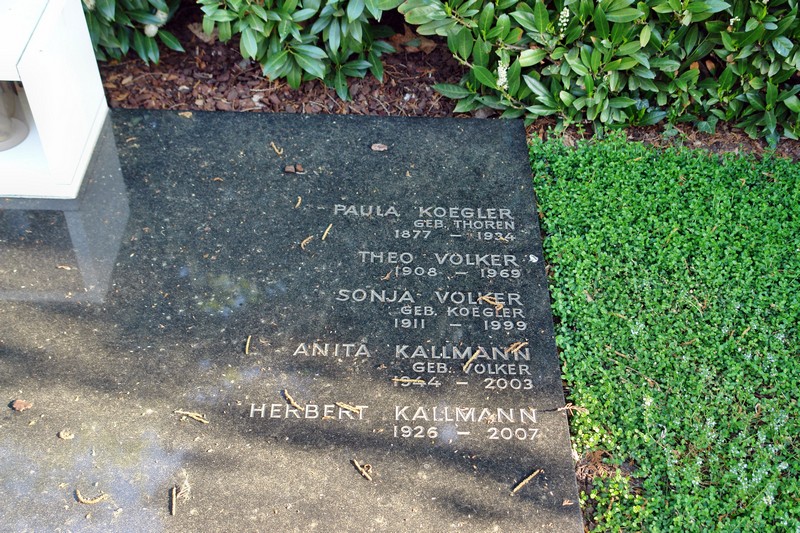 PAULA KOEGLER
GEB. THOREN
1877 – 1934
THEO VOLKER
1908 – 1969
SONJA VOLKER
GEB. KOEGLER
1911 – 1999
ANITA KALLMANN
GEB. VOLKER
1944 – 2003
HERBERT KALLMANN
1926 – 2007